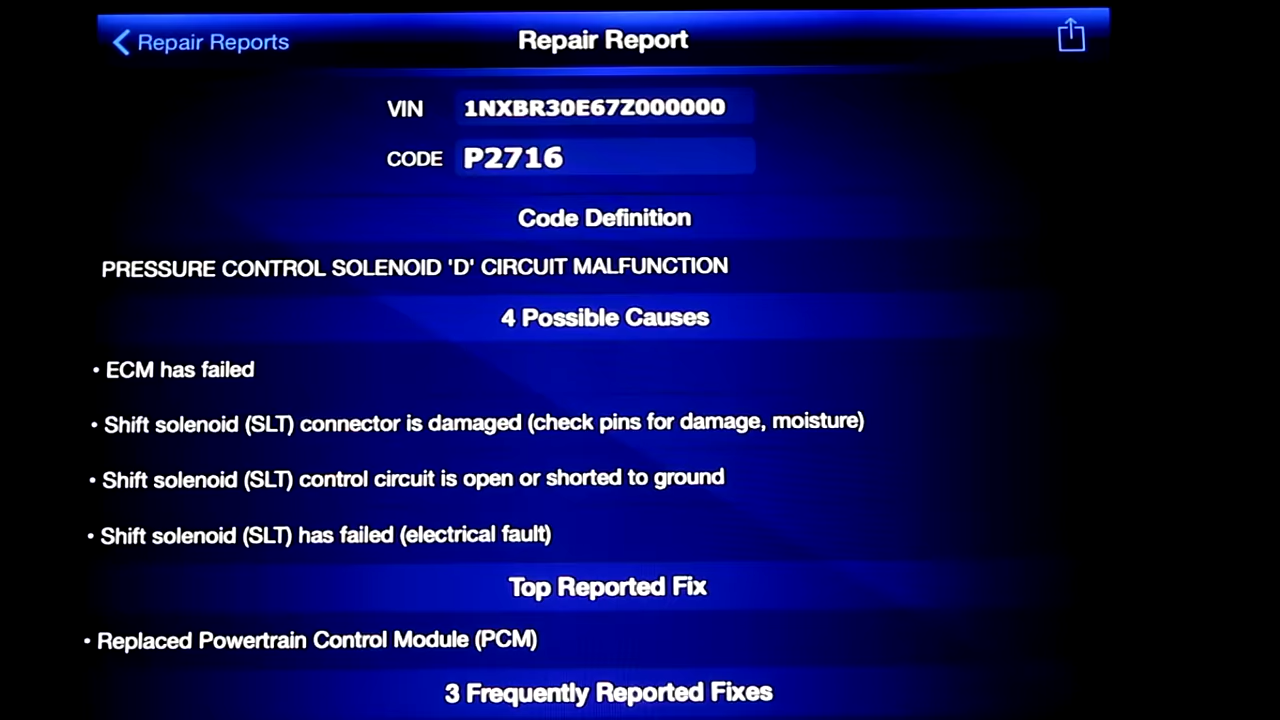 Repair Reports
Repair Report
VIN 1NXBR30E67Z000000
CODE P2716
Code Definition
PRESSURE CONTROL SOLENOID 'D' CIRCUIT MALFUNCTION
4 Possible Causes
• ECM has failed
• Shift solenoid (SLT) connector is damaged (check pins for damage, moisture)
• Shift solenoid (SLT) control circuit is open or shorted to ground
• Shift solenoid (SLT) has failed (electrical fault)
Top Reported Fix
• Replaced Powertrain Control Module (PCM)
3 Frequently Reported Fixes